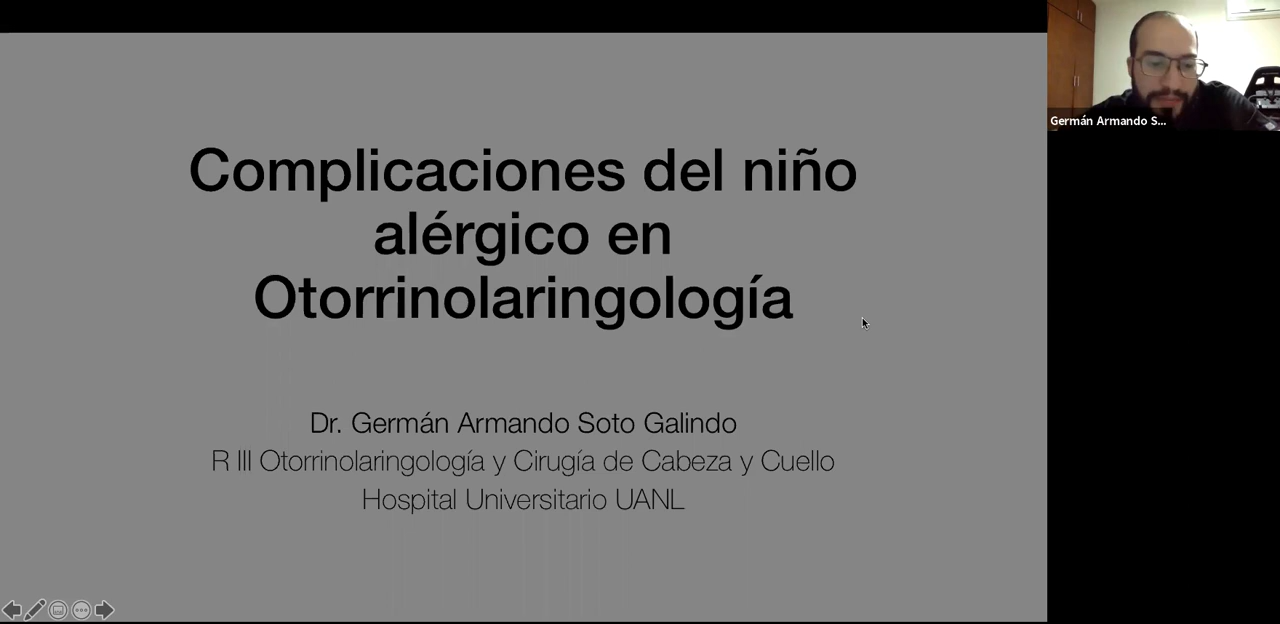 Complicaciones del niño
alérgico en
Otorrinolaringología
Dr. Germán Armando Soto Galindo
R III Otorrinolaringología y Cirugía de Cabeza y Cuello
Hospital Universitario UANL
Germán Armando S...